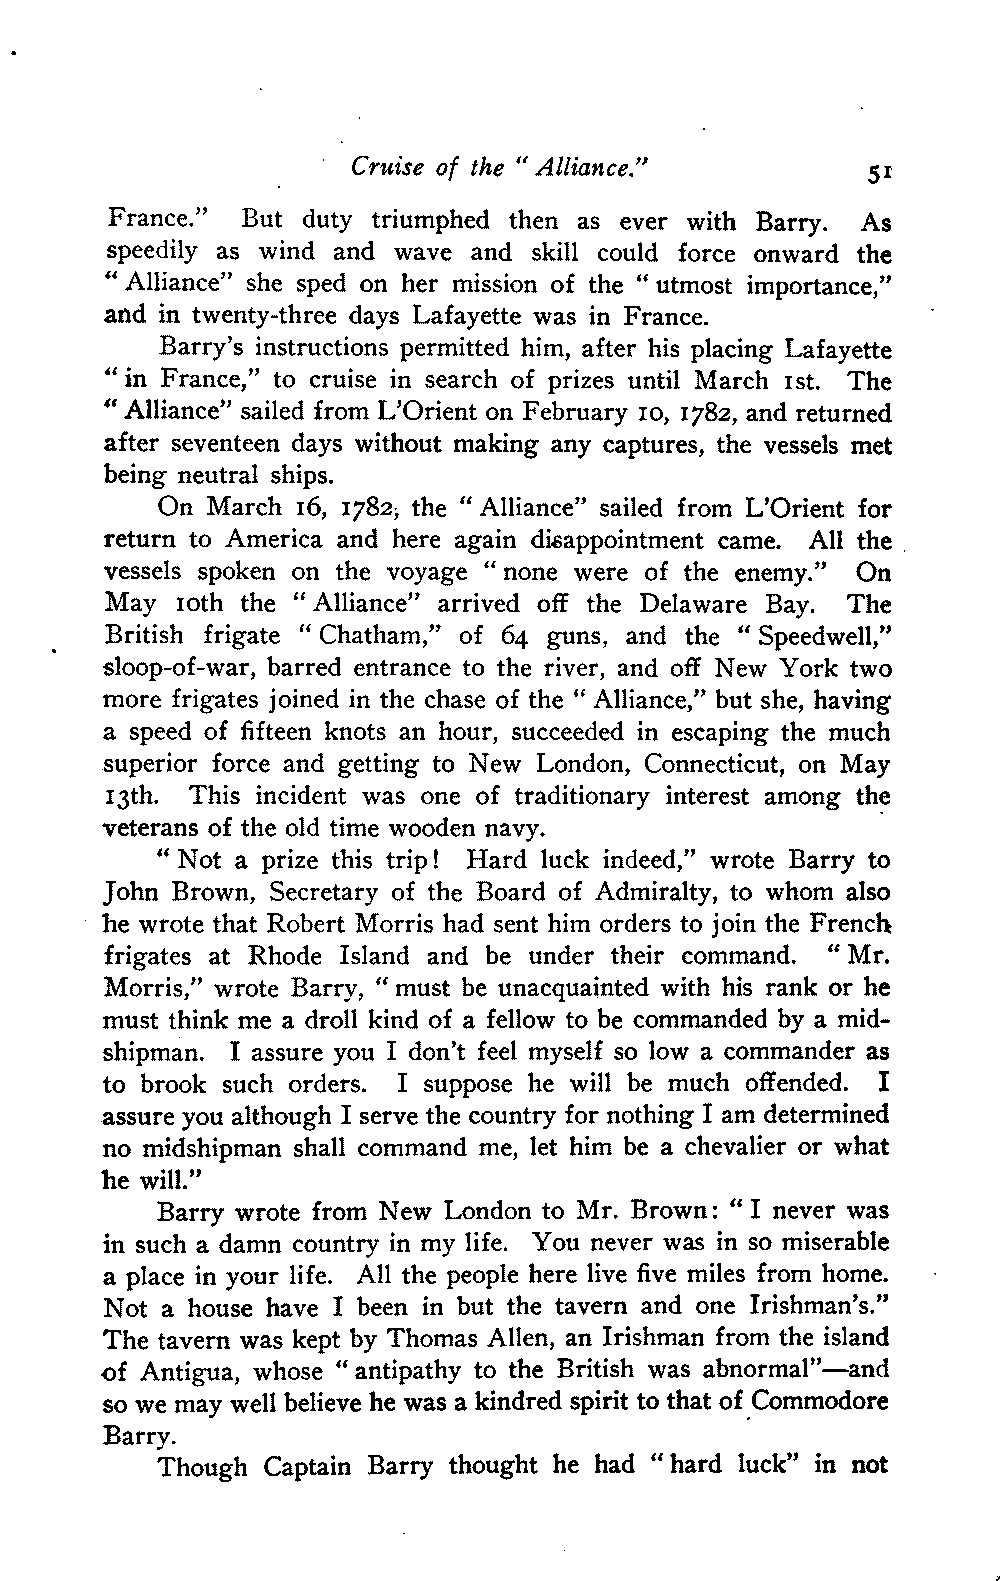 Cruise of the "Alliance." 51
France." But duty triumphed then as ever with Barry. As
speedily as wind and wave and skill could force onward the
"Alliance" she sped on her mission of the "utmost importance,"
and in twenty-three days Lafayette was in France.
Barry's instructions permitted him, after his placing Lafayette
"in France," to cruise in search of prizes until March 1st. The
"Alliance" sailed from L'Orient on February 10, 1782, and returned
after seventeen days without making any captures, the vessels met
being neutral ships.
On March 16, 1782, the "Alliance" sailed from L'Orient for
return to America and here again disappointment came. All the
vessels spoken on the voyage "none were of the enemy." On
May 10th the "Alliance" arrived off the Delaware Bay. The
British frigate "Chatham," of 64 guns, and the "Speedwell,"
sloop-of-war, barred entrance to the river, and off New York two
more frigates joined in the chase of the "Alliance," but she, having
a speed of fifteen knots an hour, succeeded in escaping the much
superior force and getting to New London, Connecticut, on May
13th. This incident was one of traditionary interest among the
veterans of the old time wooden navy.
"Not a prize this trip! Hard luck indeed," wrote Barry to
John Brown, Secretary of the Board of Admiralty, to whom also
he wrote that Robert Morris had sent him orders to join the French
frigates at Rhode Island and be under their command. "Mr.
Morris," wrote Barry, "must be unacquainted with his rank or he
must think me a droll kind of a fellow to be commanded by a mid-
shipman. I assure you I don't feel myself so low a commander as
to brook such orders. I suppose he will be much offended. I
assure you although I serve the country for nothing I am determined
no midshipman shall command me, let him be a chevalier or what
he will."
Barry wrote from New London to Mr. Brown: "I never was
in such a damn country in my life. You never was in so miserable
a place in your life. All the people here live five miles from home.
Not a house have I been in but the tavern and one Irishman's."
The tavern was kept by Thomas Allen, an Irishman from the island
of Antigua, whose "antipathy to the British was abnormal"—and
so we may well believe he was a kindred spirit to that of Commodore
Barry.
Though Captain Barry thought he had "hard luck" in not